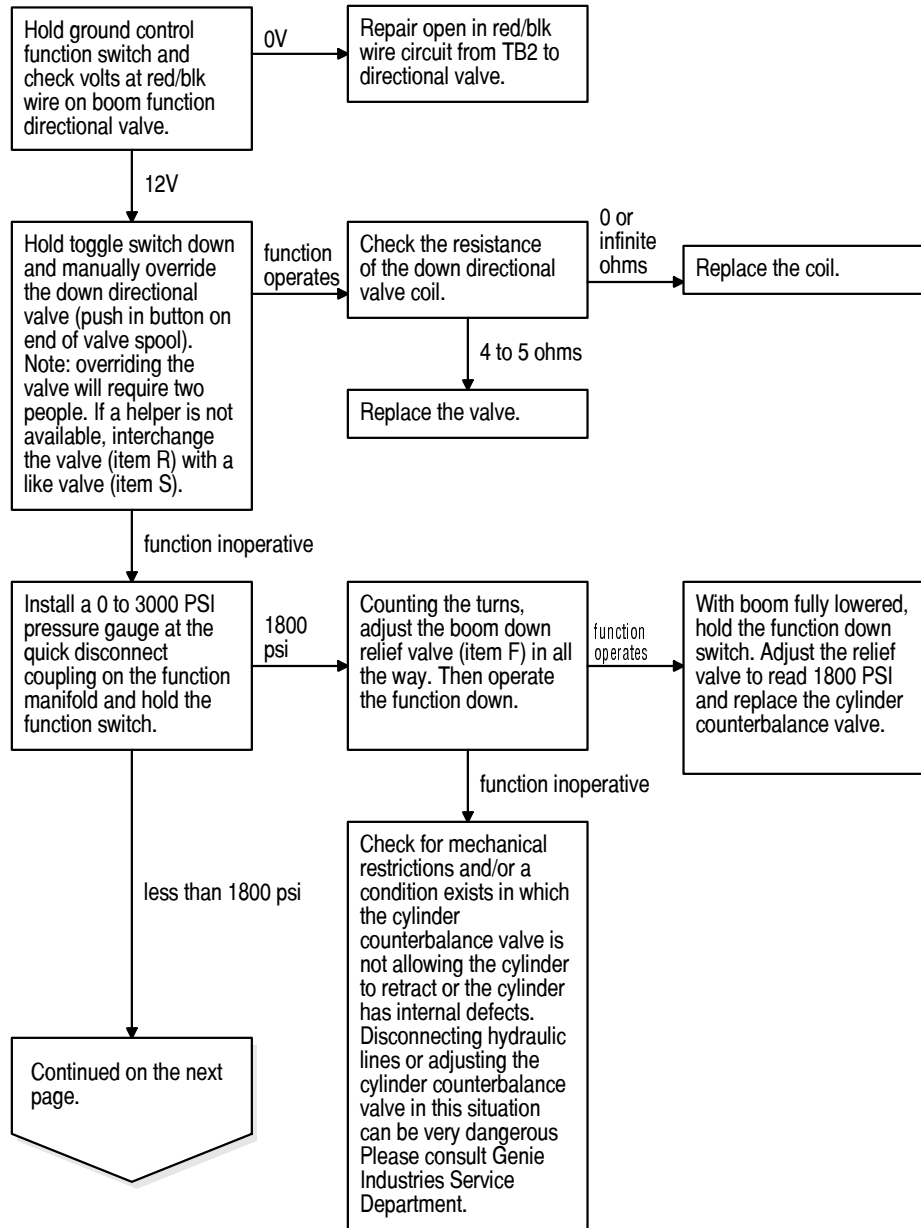 Hold ground control
function switch and
check volts at red/blk
wire on boom function
directional valve.
0V
Repair open in red/blk
wire circuit from TB2 to
directional valve.
12V
Hold toggle switch down
and manually override
the down directional
valve (push in button on
end of valve spool).
Note: overriding the
valve will require two
people. If a helper is not
available, interchange
the valve (item R) with a
like valve (item S).
function
operates
Check the resistance
of the down directional
valve coil.
0 or
infinite
ohms
Replace the coil.
4 to 5 ohms
Replace the valve.
function inoperative
Install a 0 to 3000 PSI
pressure gauge at the
quick disconnect
coupling on the function
manifold and hold the
function switch.
1800
psi
Counting the turns,
adjust the boom down
relief valve (item F) in all
the way. Then operate
the function down.
function
operates
With boom fully lowered,
hold the function down
switch. Adjust the relief
valve to read 1800 PSI
and replace the cylinder
counterbalance valve.
function inoperative
Check for mechanical
restrictions and/or a
condition exists in which
the cylinder
counterbalance valve is
not allowing the cylinder
to retract or the cylinder
has internal defects.
Disconnecting hydraulic
lines or adjusting the
cylinder counterbalance
valve in this situation
can be very dangerous
Please consult Genie
Industries Service
Department.
less than 1800 psi
Continued on the next
page.